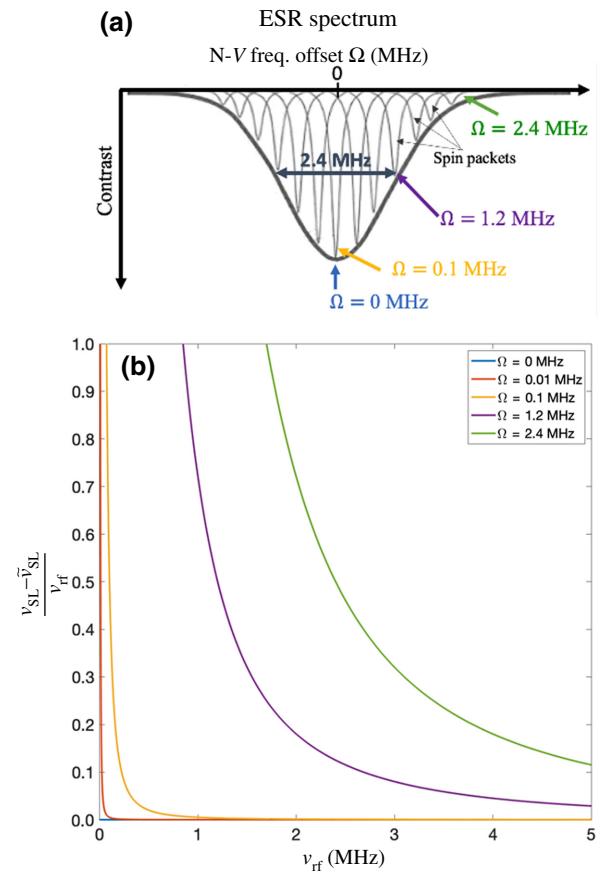 (a)
ESR spectrum
N-V freq. offset Ω (MHz)
0
Contrast
2.4 MHz
Spin packets
Ω = 2.4 MHz
Ω = 1.2 MHz
Ω = 0.1 MHz
Ω = 0 MHz
(b)
1.0
0.9
0.8
0.7
0.6
0.5
0.4
0.3
0.2
0.1
0.0
ν_SL−ν̃_SL
ν_rf
Ω = 0 MHz
Ω = 0.01 MHz
Ω = 0.1 MHz
Ω = 1.2 MHz
Ω = 2.4 MHz
0 1 2 3 4 5
ν_rf (MHz)